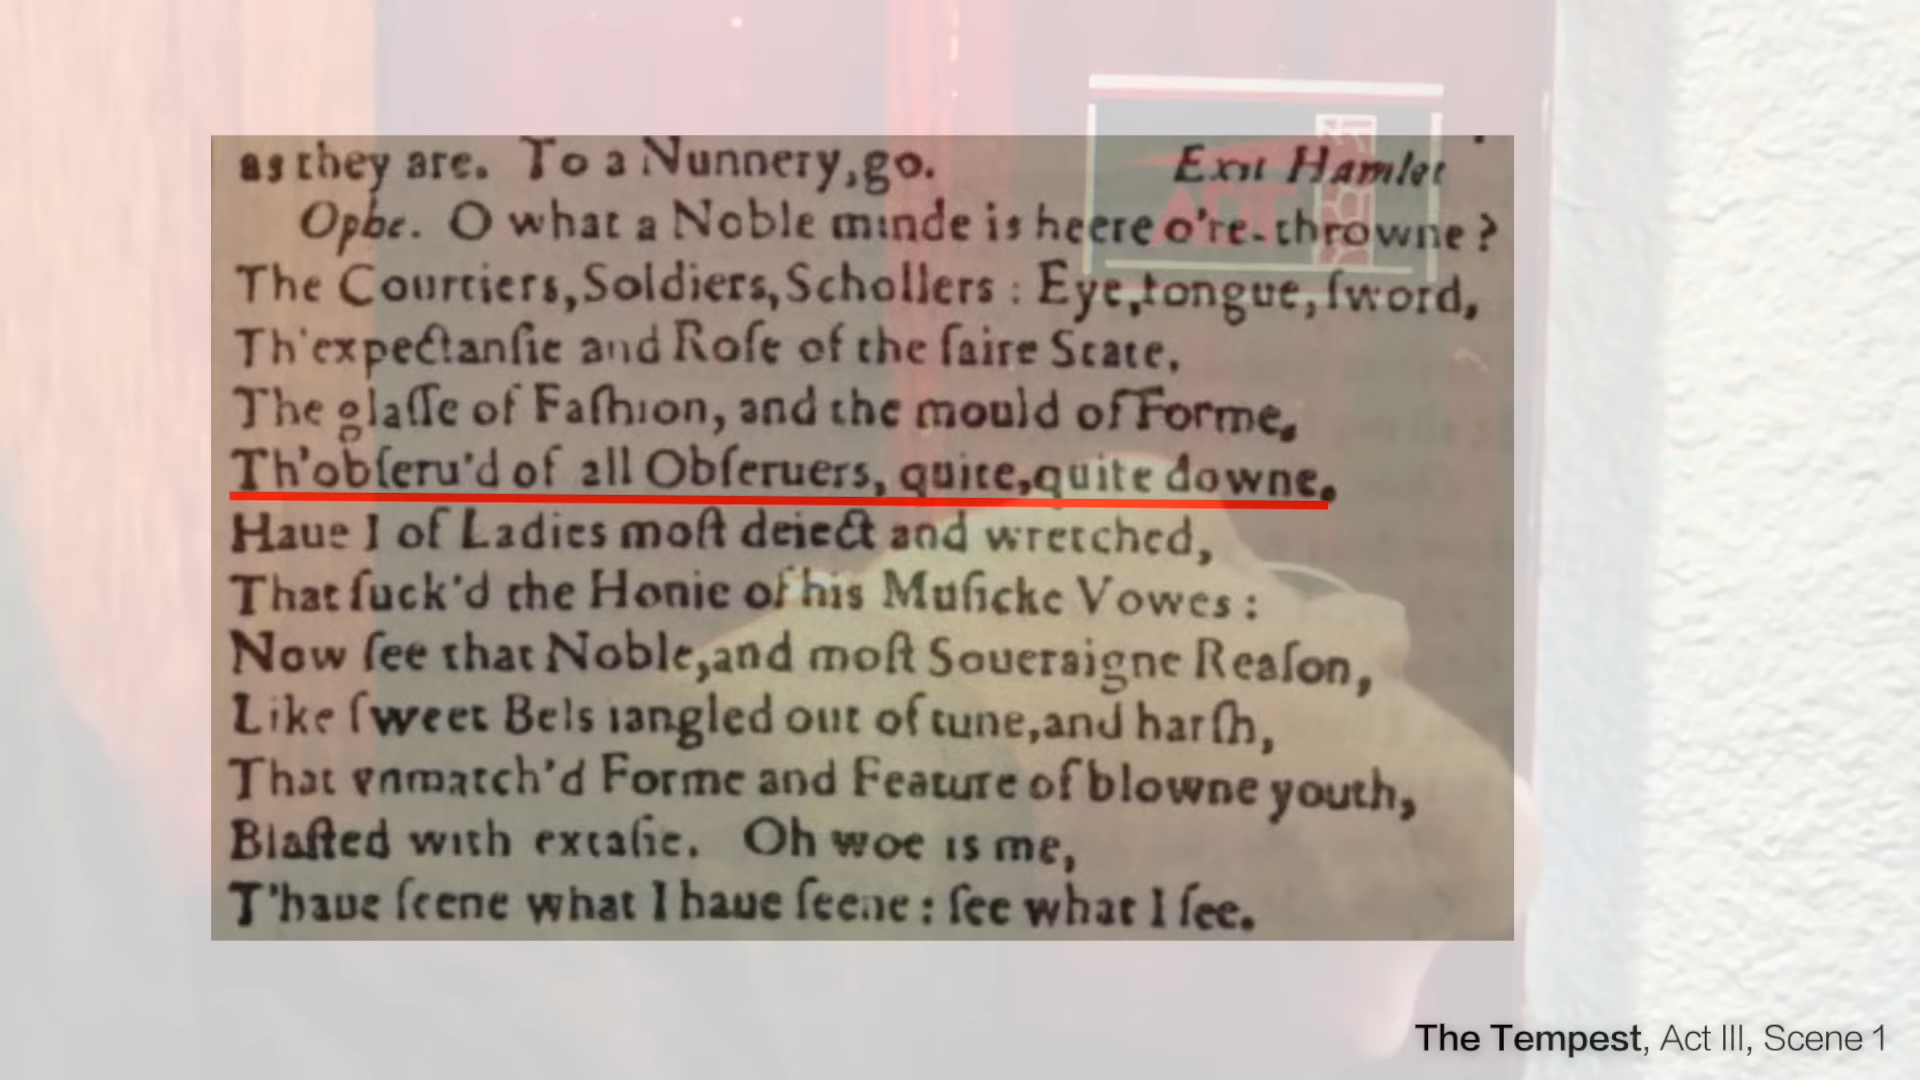 as they are. To a Nunnery,go. Exit Hamlet
Ophe. O what a Noble minde is heere o're-throwne?
The Courtiers,Soldiers,Schollers : Eye,tongue,ſword,
Th'expectanſie and Roſe of the faire State,
The glaſſe of Faſhion, and the mould of Forme,
Th'obſeru'd of all Obſeruers, quite,quite downe.
Haue I of Ladies moſt deiect and wretched,
That ſuck'd the Honie of his Muſicke Vowes :
Now ſee that Noble,and moſt Soueraigne Reaſon,
Like ſweet Bels iangled out of tune,and harſh,
That vnmatch'd Forme and Feature of blowne youth,
Blaſted with extaſie. Oh woe is me,
T'haue ſeene what I haue ſeene : ſee what I ſee.
The Tempest, Act III, Scene 1